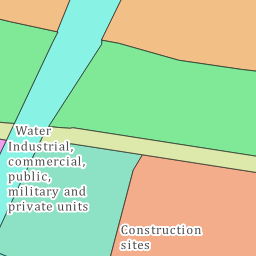 Water
Industrial,
commercial,
public,
military and
private units
Construction
sites